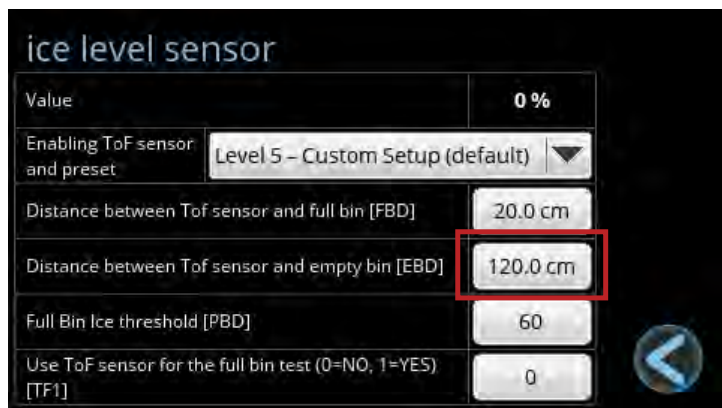 ice level sensor
Value 0 %
Enabling ToF sensor
and preset
Level 5 – Custom Setup (default)
Distance between Tof sensor and full bin [FBD] 20.0 cm
Distance between Tof sensor and empty bin [EBD] 120.0 cm
Full Bin Ice threshold [PBD] 60
Use ToF sensor for the full bin test (0=NO, 1=YES)
[TF1]
0